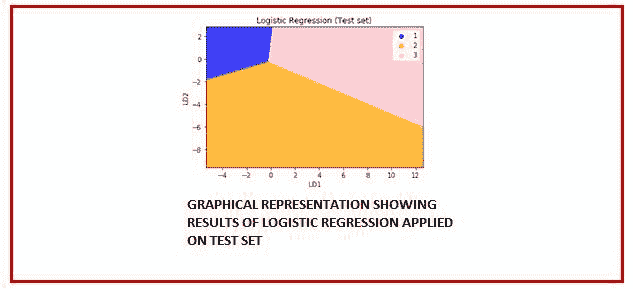 Logistic Regression (Test set)
1
2
3
2
0
−2
−4
−6
−8
LD2
−4 −2 0 2 4 6 8 10 12
LD1
GRAPHICAL REPRESENTATION SHOWING
RESULTS OF LOGISTIC REGRESSION APPLIED
ON TEST SET